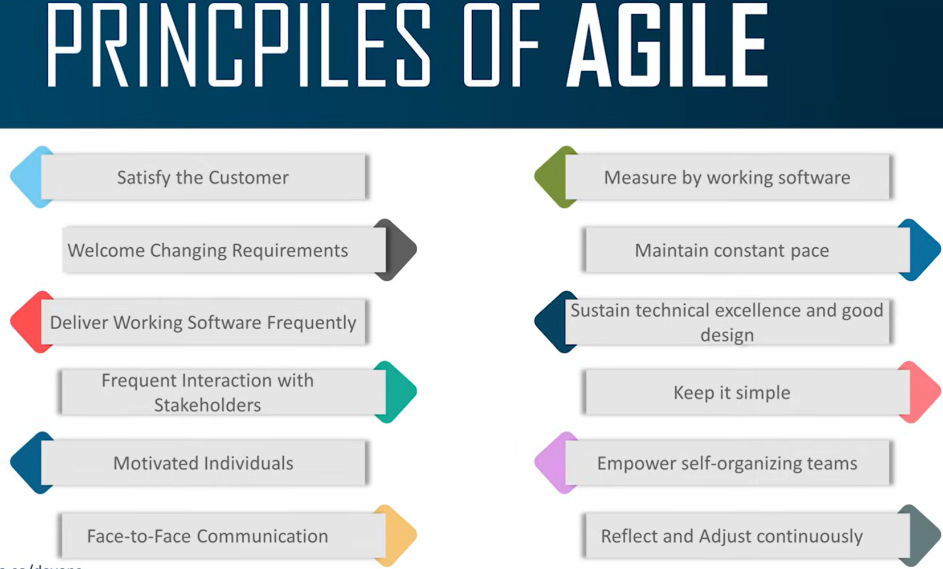 PRINCPILES OF AGILE
Satisfy the Customer
Welcome Changing Requirements
Deliver Working Software Frequently
Frequent Interaction with
Stakeholders
Motivated Individuals
Face-to-Face Communication
Measure by working software
Maintain constant pace
Sustain technical excellence and good
design
Keep it simple
Empower self-organizing teams
Reflect and Adjust continuously